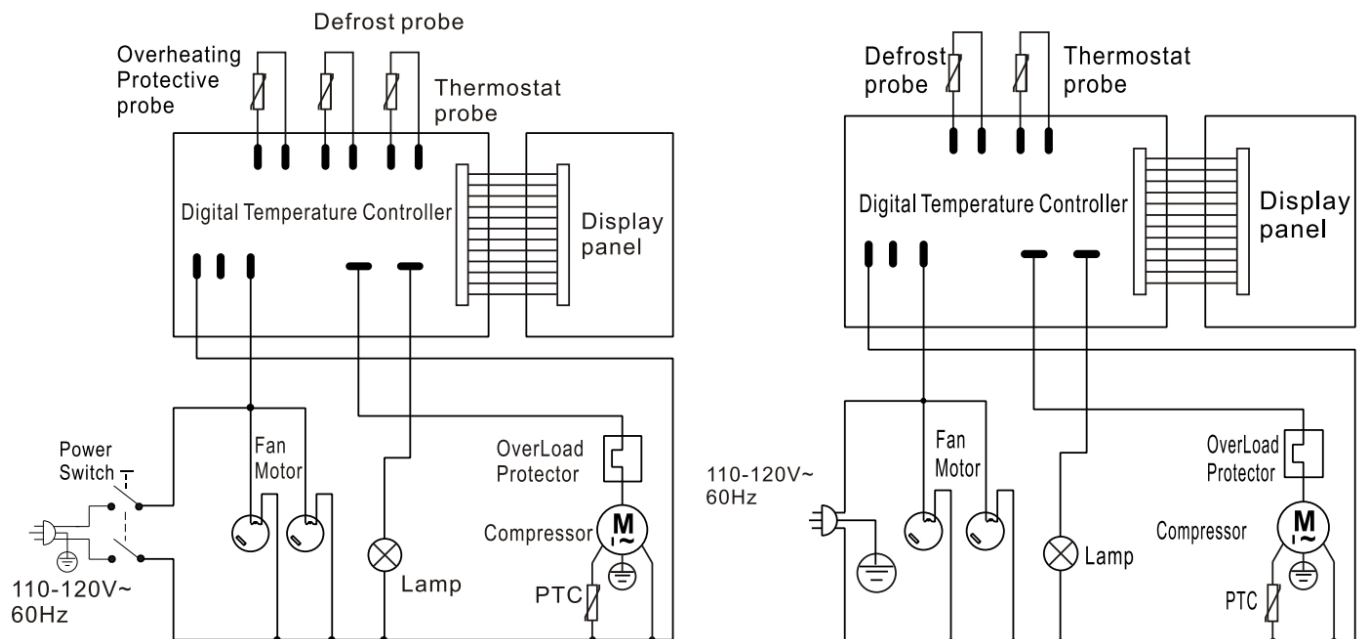 Defrost probe
Overheating
Protective
probe
Thermostat
probe
Digital Temperature Controller
Display
panel
Power
Switch
Fan
Motor
OverLoad
Protector
M
1~
Compressor
Lamp
PTC
110-120V~
60Hz
Defrost
probe
Thermostat
probe
Digital Temperature Controller
Display
panel
110-120V~
60Hz
Fan
Motor
OverLoad
Protector
M
1~
Compressor
Lamp
PTC